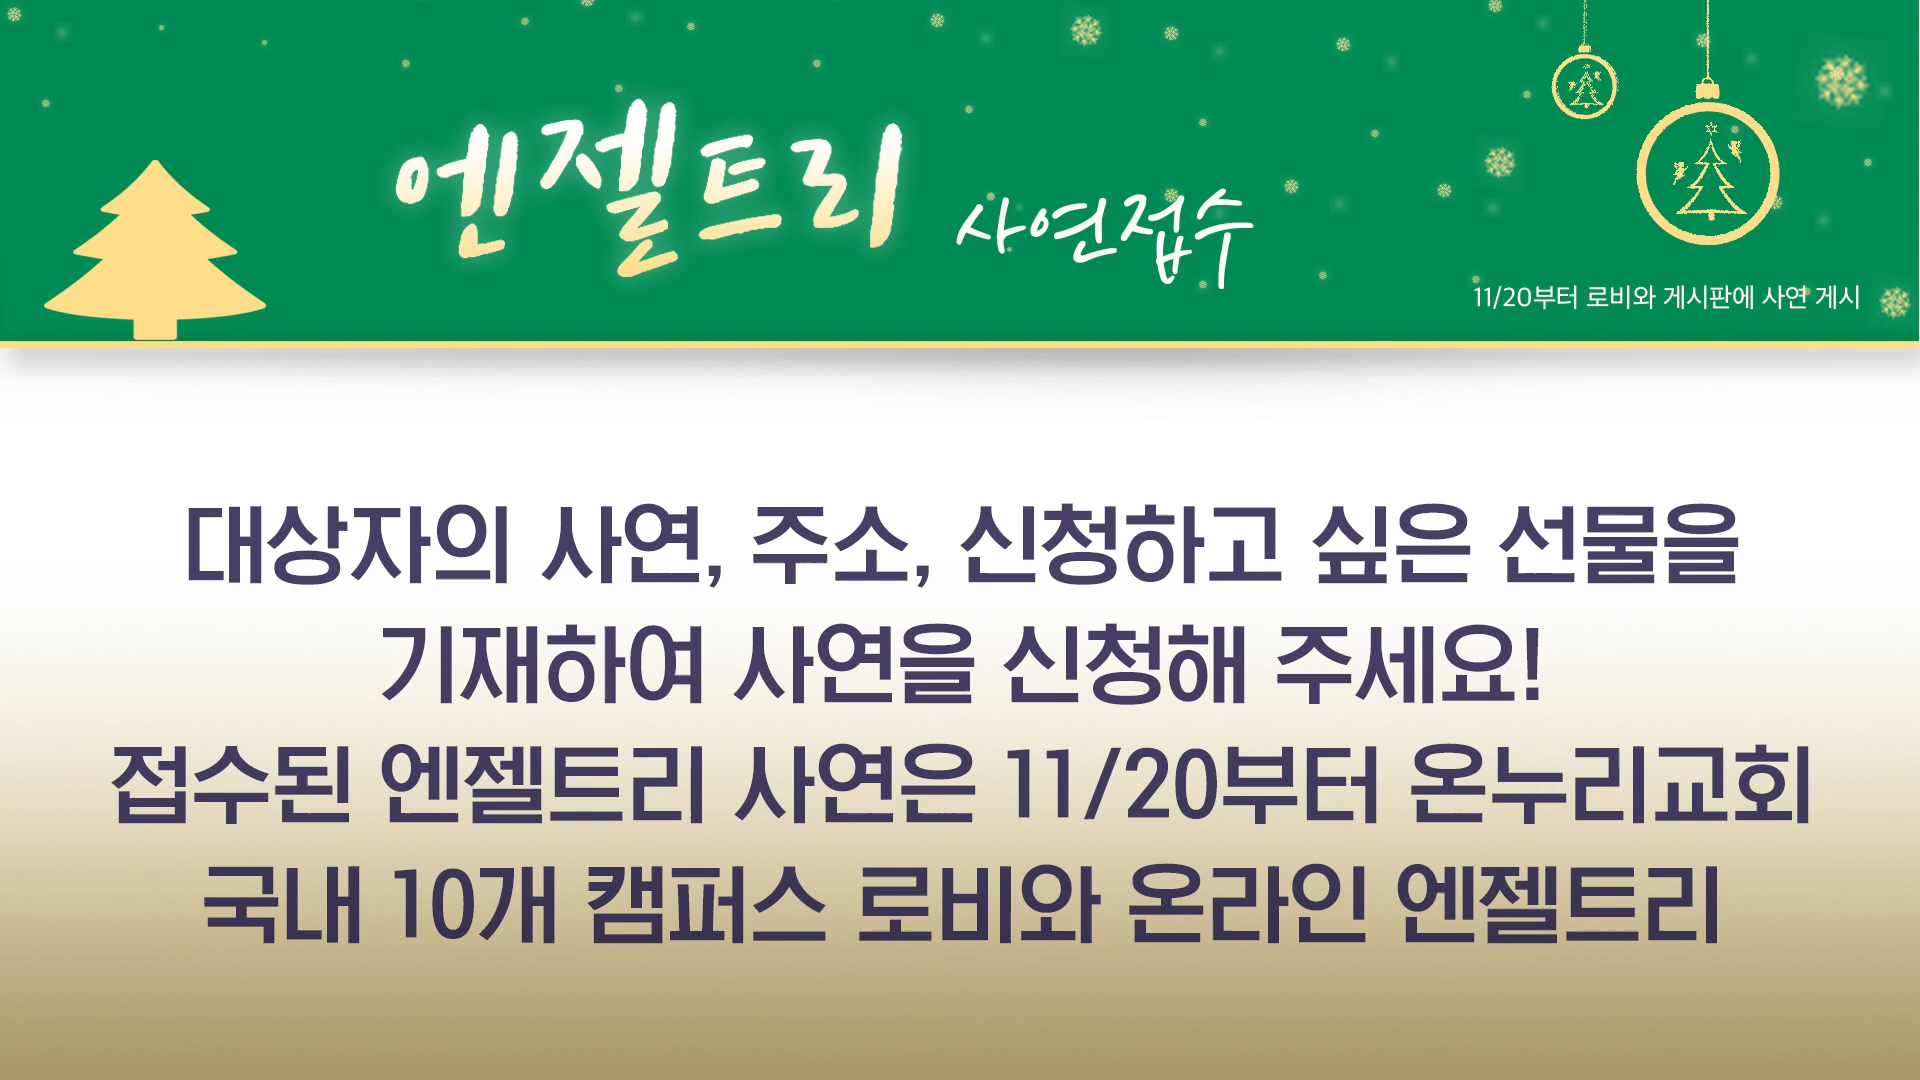 엔젤트리 사연접수
11/20부터 로비와 게시판에 사연 게시
대상자의 사연, 주소, 신청하고 싶은 선물을
기재하여 사연을 신청해 주세요!
접수된 엔젤트리 사연은 11/20부터 온누리교회
국내 10개 캠퍼스 로비와 온라인 엔젤트리